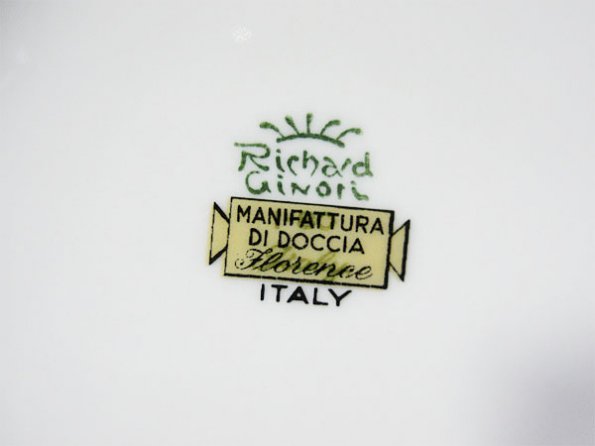 Richard
GINORI
MANIFATTURA
DI DOCCIA
Florence
ITALY